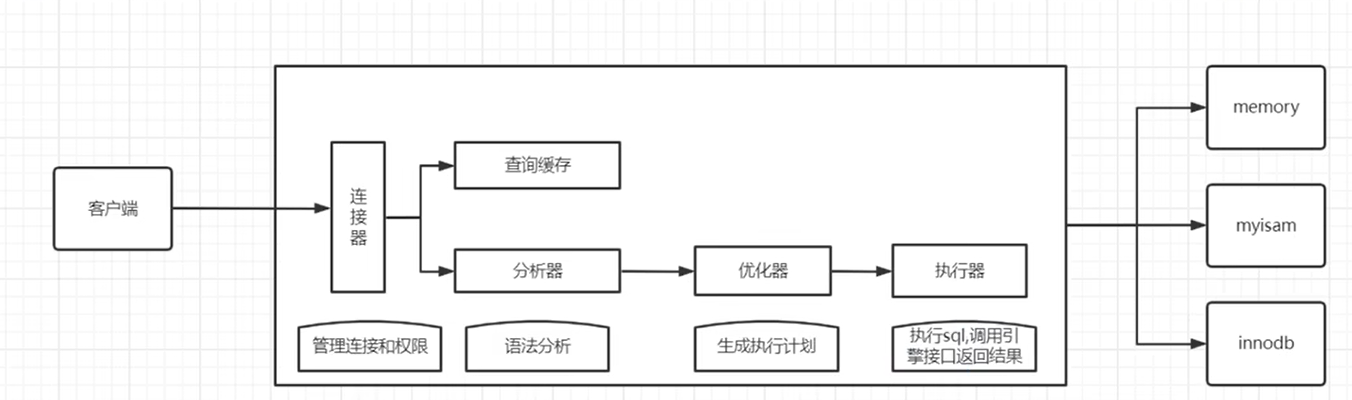 客户端
连
接
器
查询缓存
分析器
优化器
执行器
管理连接和权限
语法分析
生成执行计划
执行sql,调用引
擎接口返回结果
memory
myisam
innodb